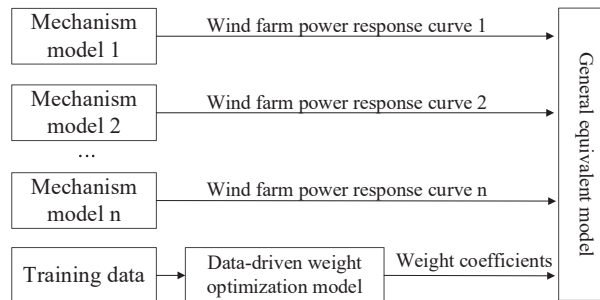 Mechanism
model 1
Wind farm power response curve 1
Mechanism
model 2
Wind farm power response curve 2
...
Mechanism
model n
Wind farm power response curve n
Training data
Data-driven weight
optimization model
Weight coefficients
General equivalent model